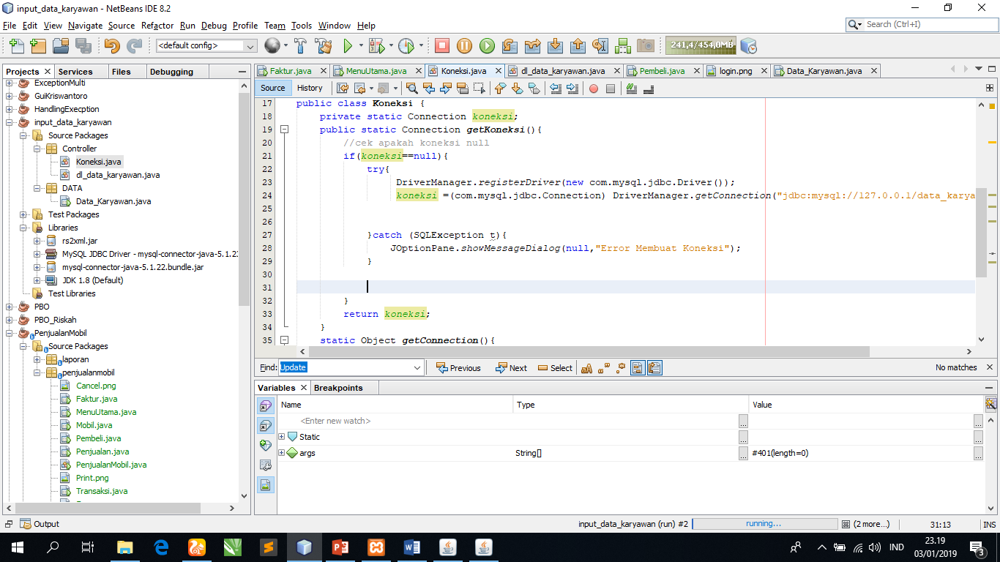 input_data_karyawan - NetBeans IDE 8.2
File Edit View Navigate Source Refactor Run Debug Profile Team Tools Window Help
Search (Ctrl+I)
<default config>
241,4/454,0MB
Projects Services Files Debugging
ExceptionMulti
GuiKriswantoro
HandlingExecption
input_data_karyawan
Source Packages
Controller
Koneksi.java
dl_data_karyawan.java
DATA
Data_Karyawan.java
Test Packages
Libraries
rs2xml.jar
MySQL JDBC Driver - mysql-connector-java-5.1.23
mysql-connector-java-5.1.22.bundle.jar
JDK 1.8 (Default)
Test Libraries
PBO
PBO_Riskah
PenjualanMobil
Source Packages
laporan
penjualanmobil
Cancel.png
Faktur.java
MenuUtama.java
Mobil.java
Pembeli.java
Penjualan.java
PenjualanMobil.java
Print.png
Transaksi.java
Faktur.java MenuUtama.java Koneksi.java dl_data_karyawan.java Pembeli.java login.png Data_Karyawan.java
Source History
17 public class Koneksi {
18 private static Connection koneksi;
19 public static Connection getKoneksi(){
20 //cek apakah koneksi null
21 if(koneksi==null){
22 try{
23 DriverManager.registerDriver(new com.mysql.jdbc.Driver());
24 koneksi =(com.mysql.jdbc.Connection) DriverManager.getConnection("jdbc:mysql://127.0.0.1/data_karya
25
26
27 }catch (SQLException t){
28 JOptionPane.showMessageDialog(null,"Error Membuat Koneksi");
29 }
30
31
32 }
33 return koneksi;
34 }
35 static Object getConnection(){
Find: Update Previous Next Select No matches
Variables Breakpoints
Name Type Value
<Enter new watch>
Static
args String[] #401(length=0)
Output input_data_karyawan (run) #2 running... (2 more...) 31:13 INS
IND 23.19
03/01/2019
3